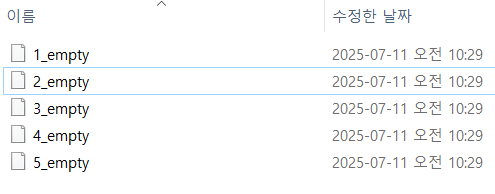 이름 수정한 날짜
1_empty 2025-07-11 오전 10:29
2_empty 2025-07-11 오전 10:29
3_empty 2025-07-11 오전 10:29
4_empty 2025-07-11 오전 10:29
5_empty 2025-07-11 오전 10:29